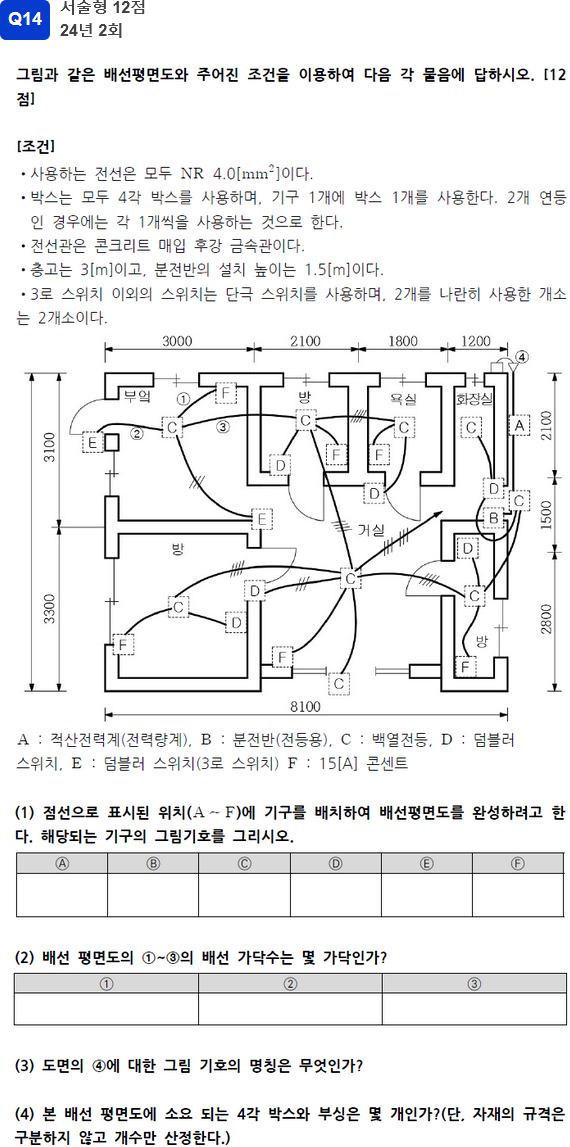 Q14
서술형 12점
24년 2회
그림과 같은 배선평면도와 주어진 조건을 이용하여 다음 각 물음에 답하시오. [12
점]
[조건]
・사용하는 전선은 모두 NR 4.0[mm²]이다.
・박스는 모두 4각 박스를 사용하며, 기구 1개에 박스 1개를 사용한다. 2개 연등
인 경우에는 각 1개씩을 사용하는 것으로 한다.
・전선관은 콘크리트 매입 후강 금속관이다.
・층고는 3[m]이고, 분전반의 설치 높이는 1.5[m]이다.
・3로 스위치 이외의 스위치는 단극 스위치를 사용하며, 2개를 나란히 사용한 개소
는 2개소이다.
3000 2100 1800 1200
④
부엌 ① F 방 욕실 화장실
E ② C ③ C C C A
3100 2100
D F F D D C
E B 1500
거실
방 D
C D C C
3300 2800
F D F 방 F
C
8100
A : 적산전력계(전력량계), B : 분전반(전등용), C : 백열전등, D : 덤블러
스위치, E : 덤블러 스위치(3로 스위치) F : 15[A] 콘센트
(1) 점선으로 표시된 위치(A ~ F)에 기구를 배치하여 배선평면도를 완성하려고 한
다. 해당되는 기구의 그림기호를 그리시오.
Ⓐ Ⓑ Ⓒ Ⓓ Ⓔ Ⓕ
(2) 배선 평면도의 ①~③의 배선 가닥수는 몇 가닥인가?
① ② ③
(3) 도면의 ④에 대한 그림 기호의 명칭은 무엇인가?
(4) 본 배선 평면도에 소요 되는 4각 박스와 부싱은 몇 개인가?(단, 자재의 규격은
구분하지 않고 개수만 산정한다.)